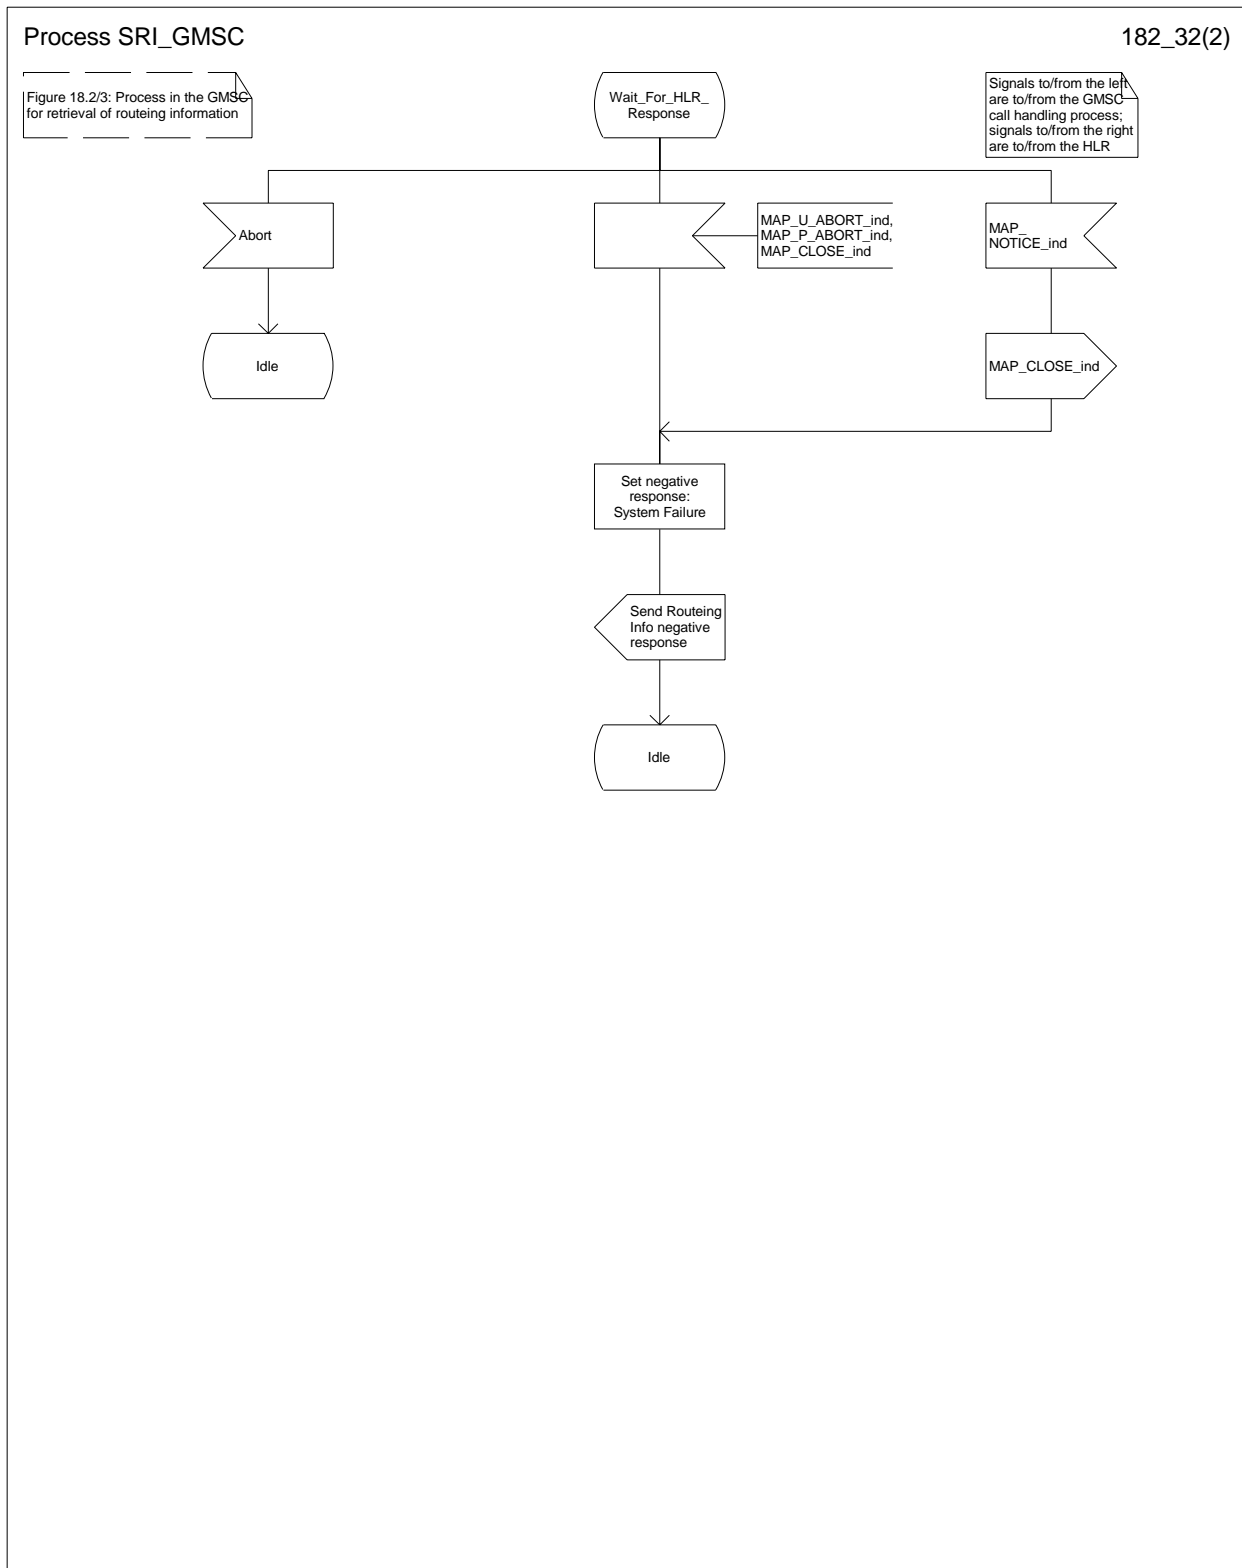 Process SRI_GMSC
182_32(2)
Figure 18.2/3: Process in the GMSC
for retrieval of routeing information
Wait_For_HLR_
Response
Signals to/from the left
are to/from the GMSC
call handling process;
signals to/from the right
are to/from the HLR
Abort
MAP_U_ABORT_ind,
MAP_P_ABORT_ind,
MAP_CLOSE_ind
MAP_
NOTICE_ind
Idle
MAP_CLOSE_ind
Set negative
response:
System Failure
Send Routeing
Info negative
response
Idle